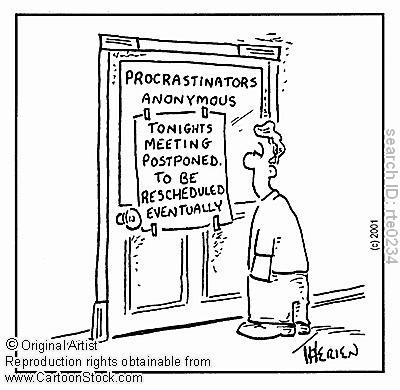 PROCRASTINATORS
ANONYMOUS
TONIGHTS
MEETING
POSTPONED.
TO BE
RESCHEDULED
EVENTUALLY
THERIEN
(c) 2001
search ID: rte0234
© Original Artist
Reproduction rights obtainable from
www.CartoonStock.com